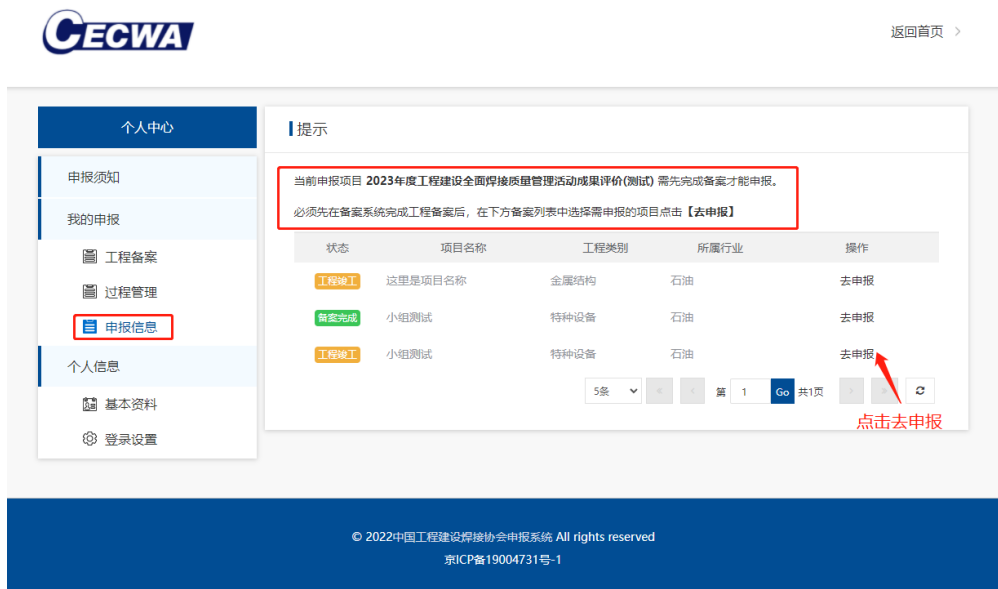 CECWA
返回首页
个人中心
申报须知
我的申报
工程备案
过程管理
申报信息
个人信息
基本资料
登录设置
提示
当前申报项目 2023年度工程建设全面焊接质量管理活动成果评价(测试) 需先完成备案才能申报。
必须先在备案系统完成工程备案后，在下方备案列表中选择需申报的项目点击【去申报】
状态 项目名称 工程类别 所属行业 操作
工程竣工 这里是项目名称 金属结构 石油 去申报
备案完成 小组测试 特种设备 石油 去申报
工程竣工 小组测试 特种设备 石油 去申报
5条 « ‹ 第 1 Go 共1页 › »
点击去申报
© 2022中国工程建设焊接协会申报系统 All rights reserved
京ICP备19004731号-1